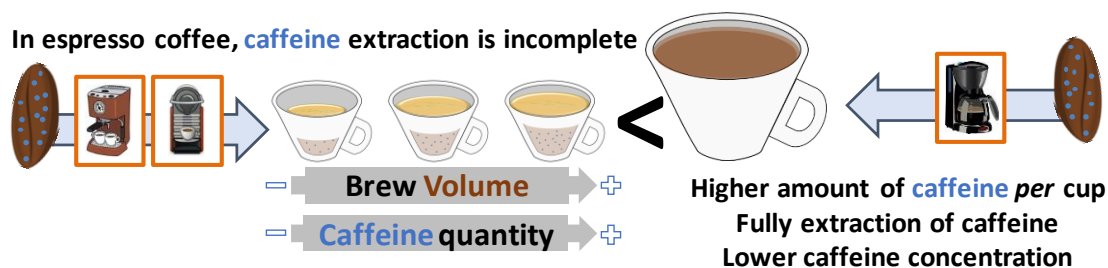 In espresso coffee, caffeine extraction is incomplete
<
Brew Volume
Caffeine quantity
Higher amount of caffeine per cup
Fully extraction of caffeine
Lower caffeine concentration